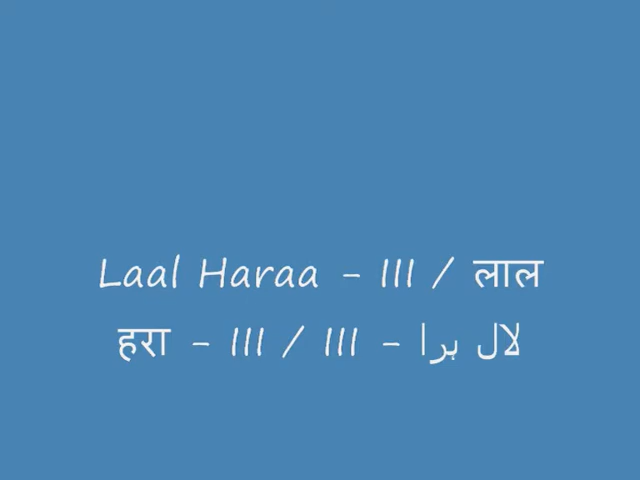 Laal Haraa - III / लाल
हरा - III / III - لال ہرا